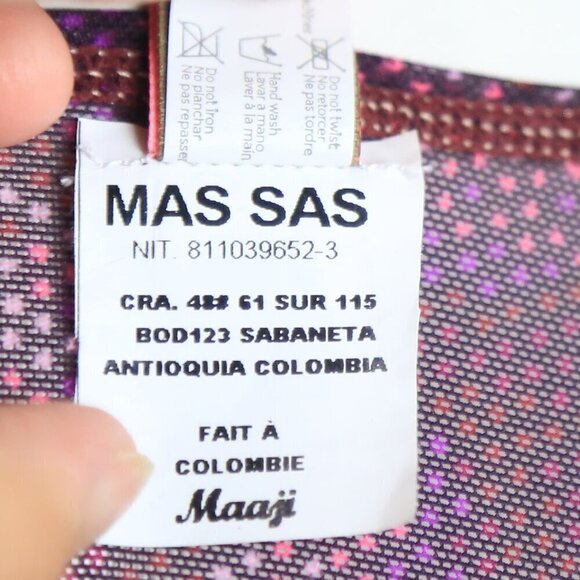 Do not iron
No planchar
Ne pas repasser
Hand wash
Lavar a mano
Laver à la main
Do not twist
No retorcer
Ne pas tordre
MAS SAS
NIT. 811039652-3
CRA. 48# 61 SUR 115
BOD123 SABANETA
ANTIOQUIA COLOMBIA
FAIT À
COLOMBIE
Maaji